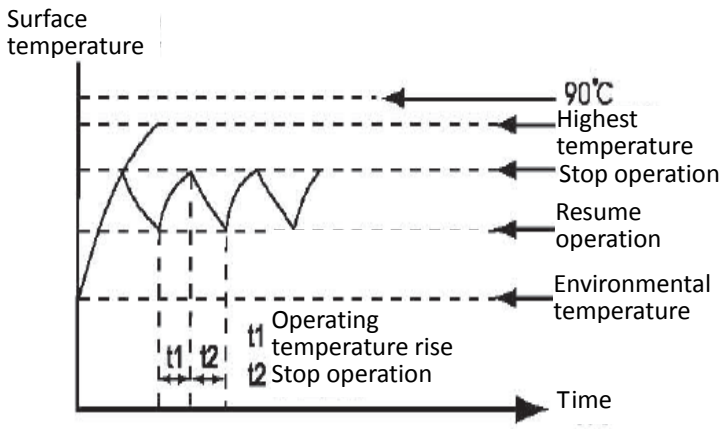 Surface
temperature
90℃
Highest
temperature
Stop operation
Resume
operation
Environmental
temperature
t1 Operating
temperature rise
t2 Stop operation
t1 t2
Time